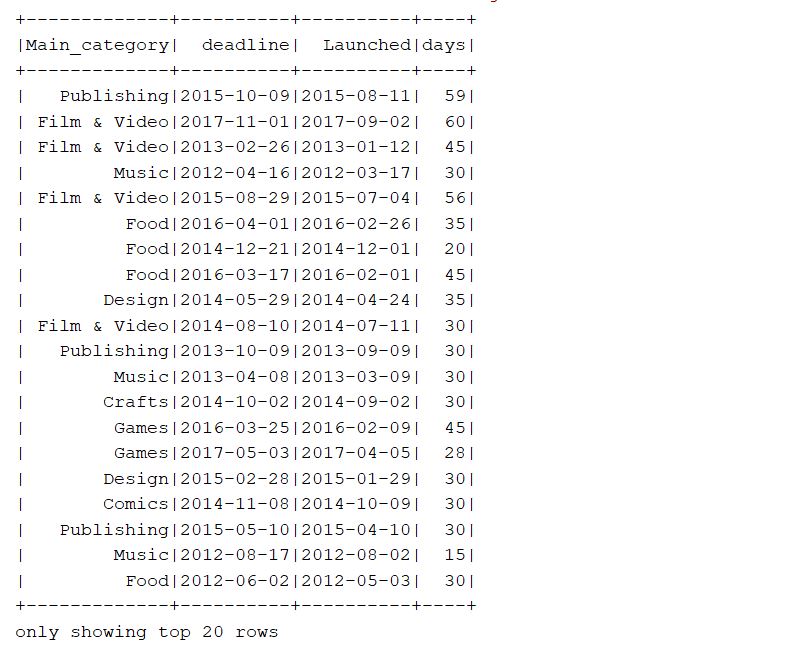 +-------------+----------+----------+----+
|Main_category|  deadline|  Launched|days|
+-------------+----------+----------+----+
|   Publishing|2015-10-09|2015-08-11|  59|
| Film & Video|2017-11-01|2017-09-02|  60|
| Film & Video|2013-02-26|2013-01-12|  45|
|        Music|2012-04-16|2012-03-17|  30|
| Film & Video|2015-08-29|2015-07-04|  56|
|         Food|2016-04-01|2016-02-26|  35|
|         Food|2014-12-21|2014-12-01|  20|
|         Food|2016-03-17|2016-02-01|  45|
|       Design|2014-05-29|2014-04-24|  35|
| Film & Video|2014-08-10|2014-07-11|  30|
|   Publishing|2013-10-09|2013-09-09|  30|
|        Music|2013-04-08|2013-03-09|  30|
|       Crafts|2014-10-02|2014-09-02|  30|
|        Games|2016-03-25|2016-02-09|  45|
|        Games|2017-05-03|2017-04-05|  28|
|       Design|2015-02-28|2015-01-29|  30|
|       Comics|2014-11-08|2014-10-09|  30|
|   Publishing|2015-05-10|2015-04-10|  30|
|        Music|2012-08-17|2012-08-02|  15|
|         Food|2012-06-02|2012-05-03|  30|
+-------------+----------+----------+----+
only showing top 20 rows